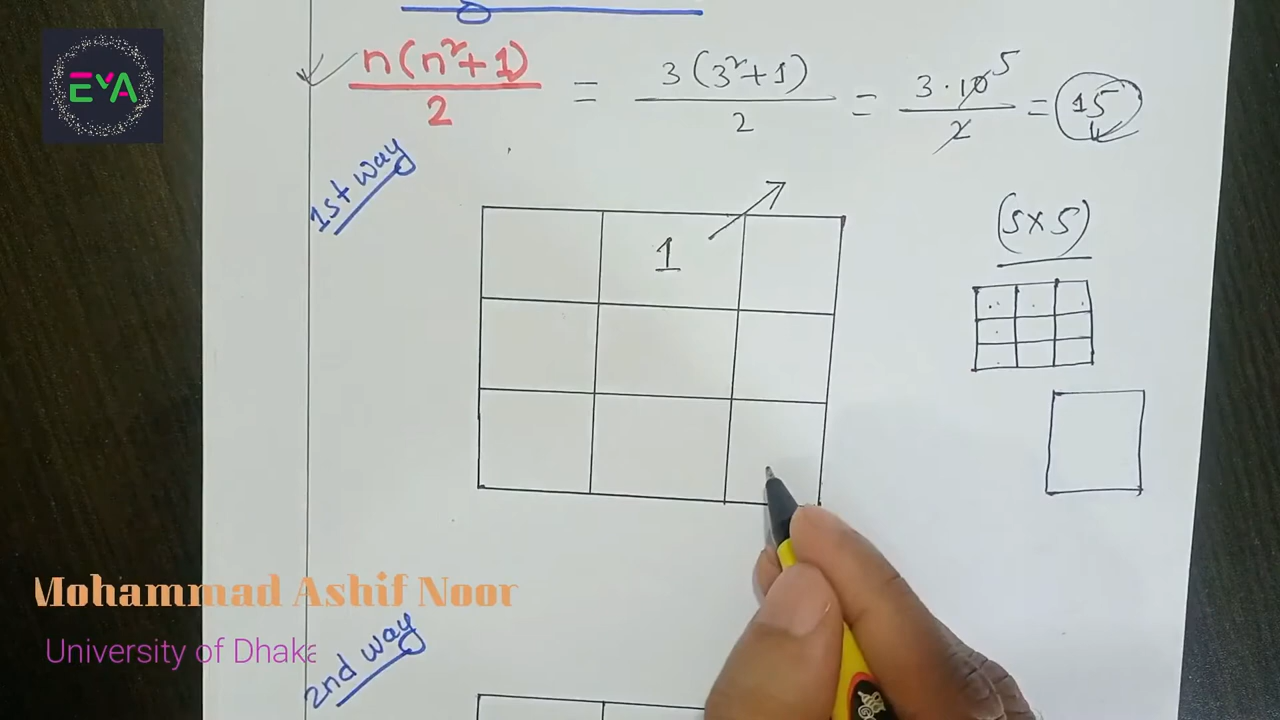 EYA
n(n²+1)/2 = 3(3²+1)/2 = 3·10/2 5 = 15
1st way
1
(5×5)
Mohammad Ashif Noor
University of Dhaka
2nd way